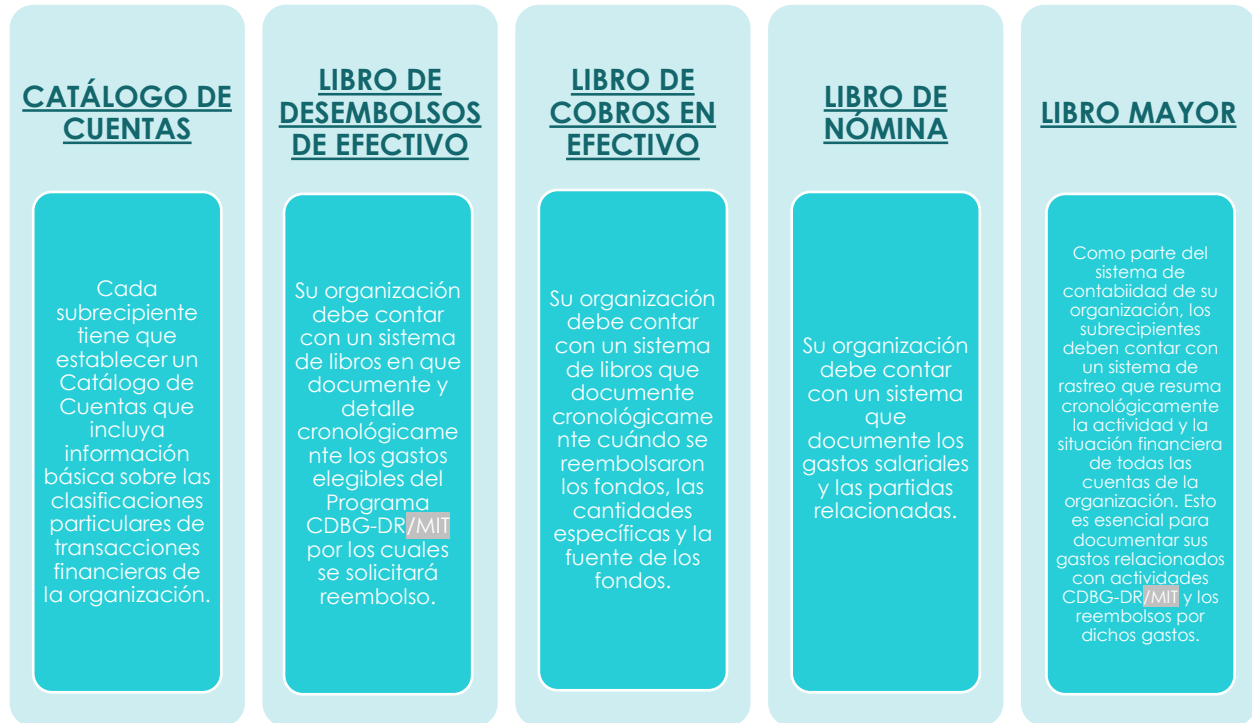 CATÁLOGO DE
CUENTAS
Cada
subrecipiente
tiene que
establecer un
Catálogo de
Cuentas que
incluya
información
básica sobre las
clasificaciones
particulares de
transacciones
financieras de
la organización.
LIBRO DE
DESEMBOLSOS
DE EFECTIVO
Su organización
debe contar
con un sistema
de libros en que
documente y
detalle
cronológicame
nte los gastos
elegibles del
Programa
CDBG-DR/MIT
por los cuales
se solicitará
reembolso.
LIBRO DE
COBROS EN
EFECTIVO
Su organización
debe contar
con un sistema
de libros que
documente
cronológicame
nte cuándo se
reembolsaron
los fondos, las
cantidades
específicas y la
fuente de los
fondos.
LIBRO DE
NÓMINA
Su organización
debe contar
con un sistema
que
documente los
gastos salariales
y las partidas
relacionadas.
LIBRO MAYOR
Como parte del
sistema de
contabiidad de su
organización, los
subrecipientes
deben contar con
un sistema de
rastreo que resuma
cronológicamente
la actividad y la
situación financiera
de todas las
cuentas de la
organización. Esto
es esencial para
documentar sus
gastos relacionados
con actividades
CDBG-DR/MIT y los
reembolsos por
dichos gastos.